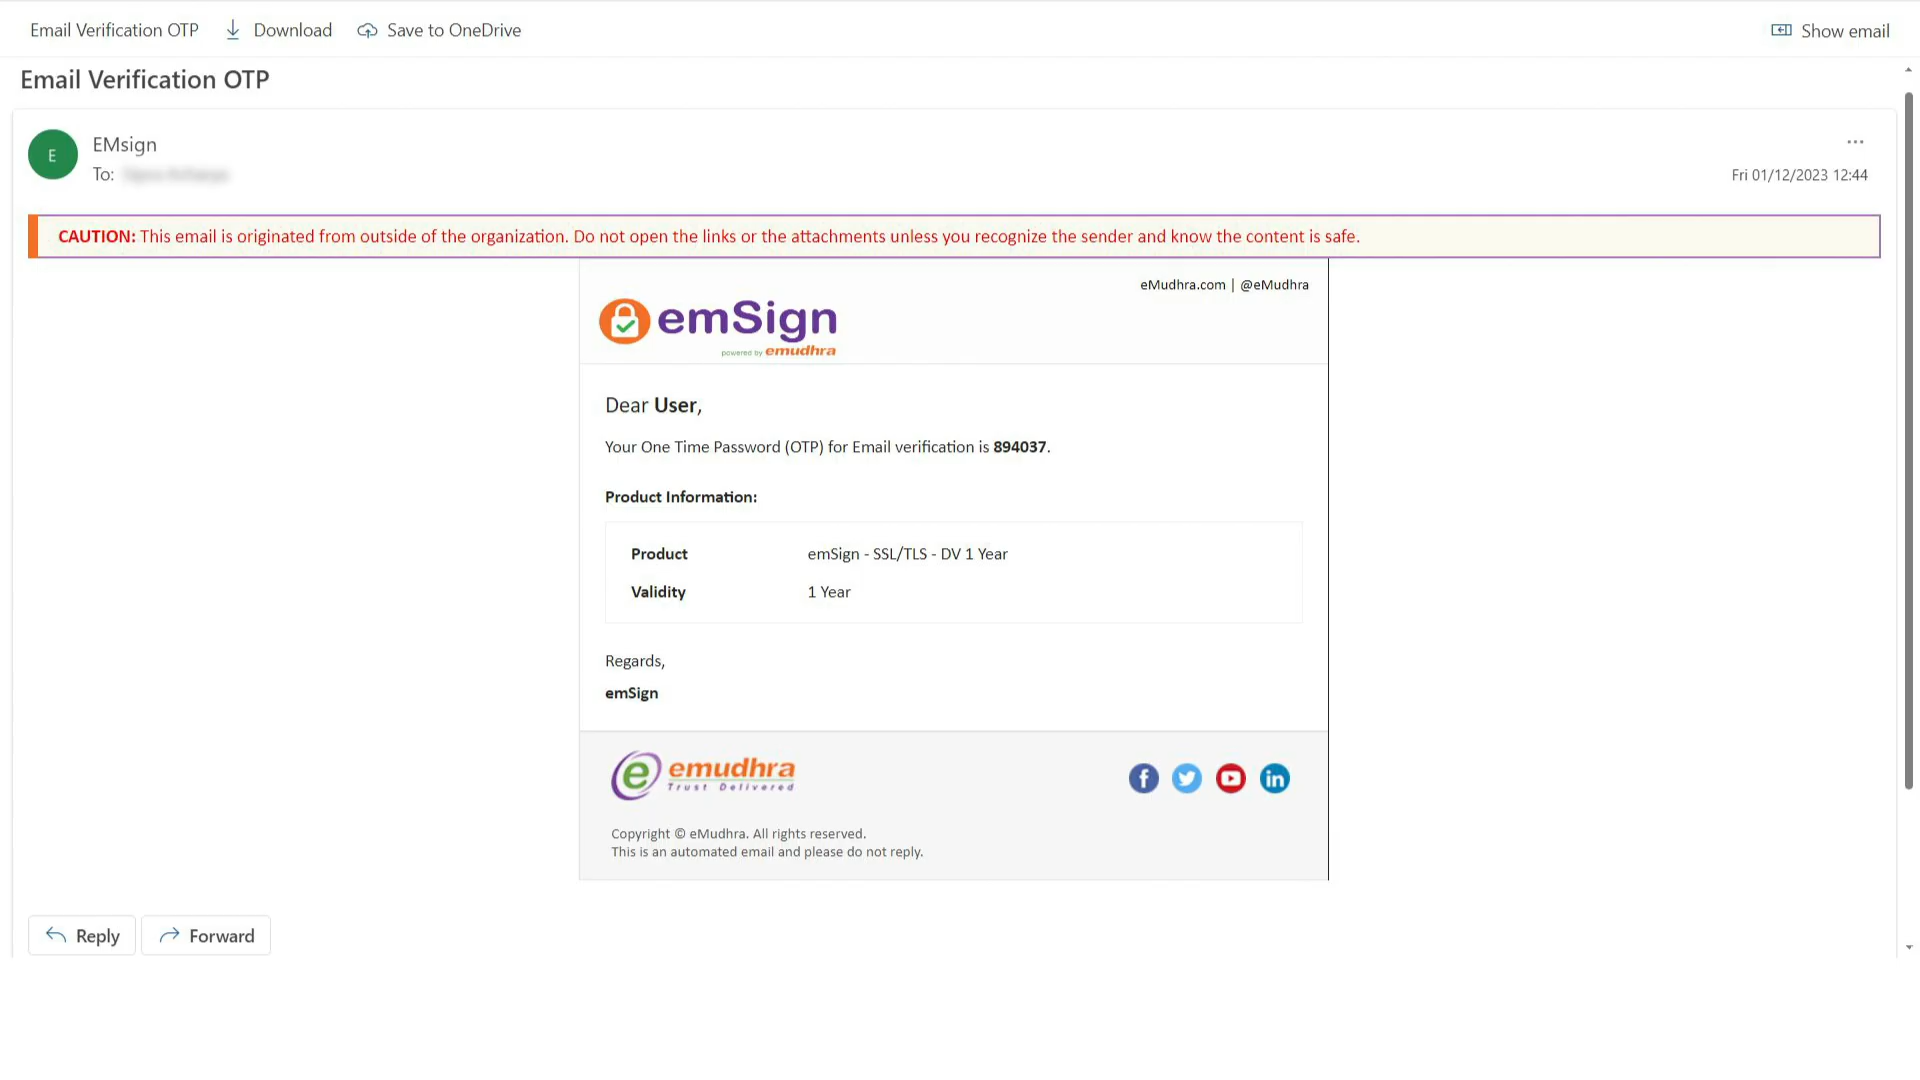 Email Verification OTP Download Save to OneDrive Show email
Email Verification OTP
E
EMsign
To:
Fri 01/12/2023 12:44
CAUTION: This email is originated from outside of the organization. Do not open the links or the attachments unless you recognize the sender and know the content is safe.
eMudhra.com | @eMudhra
emSign
powered by emudhra
Dear User,
Your One Time Password (OTP) for Email verification is 894037.
Product Information:
Product emSign - SSL/TLS - DV 1 Year
Validity 1 Year
Regards,
emSign
emudhra
Trust Delivered
Copyright © eMudhra. All rights reserved.
This is an automated email and please do not reply.
Reply Forward